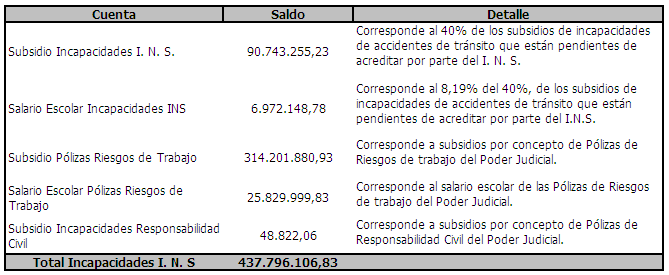 Cuenta Saldo Detalle
Subsidio Incapacidades I. N. S. 90.743.255,23 Corresponde al 40% de los subsidios de incapacidades
de accidentes de tránsito que están pendientes de
acreditar por parte del I. N. S.
Salario Escolar Incapacidades INS 6.972.148,78 Corresponde al 8,19% del 40%, de los subsidios de
incapacidades de accidentes de tránsito que están
pendientes de acreditar por parte del I.N.S.
Subsidio Pólizas Riesgos de Trabajo 314.201.880,93 Corresponde a subsidios por concepto de Pólizas de
Riesgos de trabajo del Poder Judicial.
Salario Escolar Pólizas Riesgos de
Trabajo 25.829.999,83 Corresponde al salario escolar de las Pólizas de Riesgos
de trabajo del Poder Judicial.
Subsidio Incapacidades Responsabilidad
Civil 48.822,06 Corresponde a subsidios por concepto de Pólizas de
Responsabilidad Civil del Poder Judicial.
Total Incapacidades I. N. S 437.796.106,83